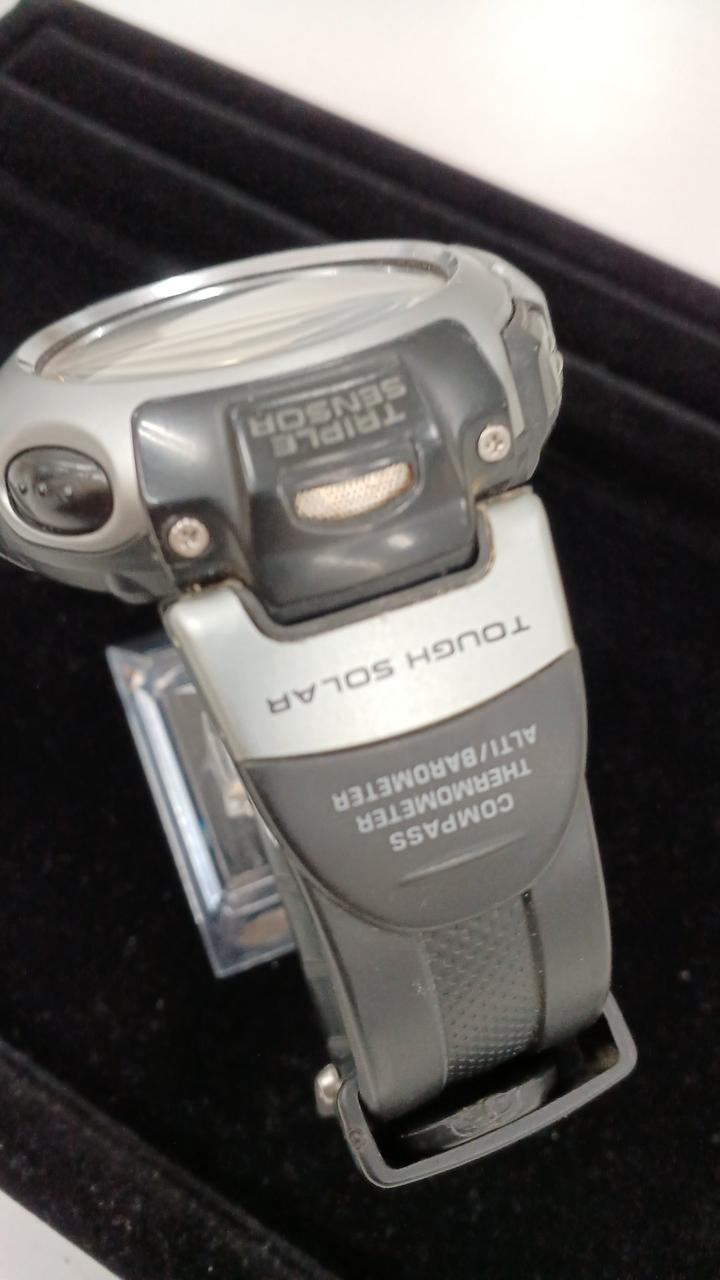 COMPASS
THERMOMETER
ALTI/BAROMETER
TOUGH SOLAR
TRIPLE
SENSOR